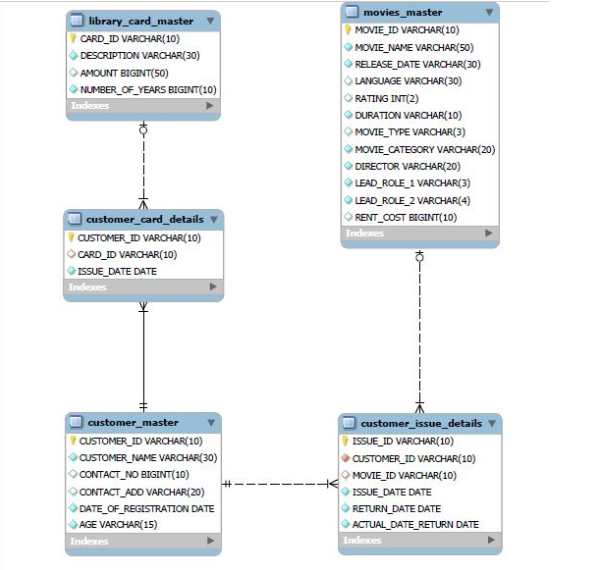 library_card_master
CARD_ID VARCHAR(10)
DESCRIPTION VARCHAR(30)
AMOUNT BIGINT(50)
NUMBER_OF_YEARS BIGINT(10)
Indexes
movies_master
MOVIE_ID VARCHAR(10)
MOVIE_NAME VARCHAR(50)
RELEASE_DATE VARCHAR(30)
LANGUAGE VARCHAR(30)
RATING INT(2)
DURATION VARCHAR(10)
MOVIE_TYPE VARCHAR(3)
MOVIE_CATEGORY VARCHAR(20)
DIRECTOR VARCHAR(20)
LEAD_ROLE_1 VARCHAR(3)
LEAD_ROLE_2 VARCHAR(4)
RENT_COST BIGINT(10)
Indexes
customer_card_details
CUSTOMER_ID VARCHAR(10)
CARD_ID VARCHAR(10)
ISSUE_DATE DATE
Indexes
customer_master
CUSTOMER_ID VARCHAR(10)
CUSTOMER_NAME VARCHAR(30)
CONTACT_NO BIGINT(10)
CONTACT_ADD VARCHAR(20)
DATE_OF_REGISTRATION DATE
AGE VARCHAR(15)
Indexes
customer_issue_details
ISSUE_ID VARCHAR(10)
CUSTOMER_ID VARCHAR(10)
MOVIE_ID VARCHAR(10)
ISSUE_DATE DATE
RETURN_DATE DATE
ACTUAL_DATE_RETURN DATE
Indexes